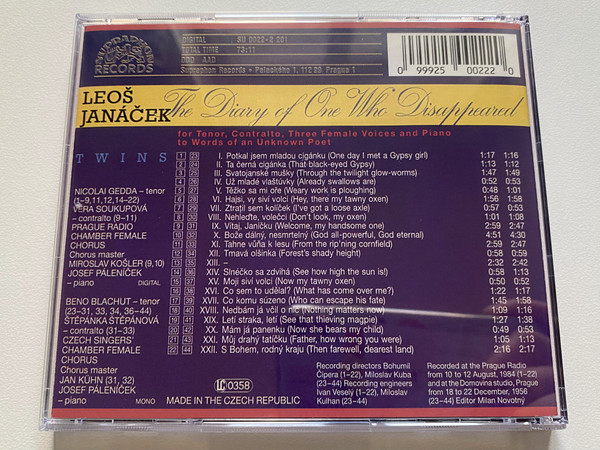 SUPRAPHON
RECORDS
DIGITAL SU 0022-2 201
TOTAL TIME 73:11
DDD AAD
Supraphon Records • Palackého 1, 112 99 Prague 1
0 99925 00222 0
LEOŠ
JANÁČEK
The Diary of One Who Disappeared
for Tenor, Contralto, Three Female Voices and Piano
to Words of an Unknown Poet
TWINS
NICOLAI GEDDA – tenor
(1–9,11,12,14–22)
VĚRA SOUKUPOVÁ
– contralto (9–11)
PRAGUE RADIO
CHAMBER FEMALE
CHORUS
Chorus master
MIROSLAV KOŠLER (9,10)
JOSEF PÁLENÍČEK
– piano DIGITAL
BENO BLACHUT – tenor
(23–31, 33, 34, 36–44)
ŠTĚPÁNKA ŠTĚPÁNOVÁ
– contralto (31–33)
CZECH SINGERS'
CHAMBER FEMALE
CHORUS
Chorus master
JAN KÜHN (31, 32)
JOSEF PÁLENÍČEK
– piano MONO
1 23 I. Potkal jsem mladou cigánku (One day I met a Gypsy girl) 1:17 1:16
2 24 II. Ta černá cigánka (That black-eyed Gypsy) 1:13 1:12
3 25 III. Svatojanské mušky (Through the twilight glow-worms) 1:47 1:49
4 26 IV. Už mladé vlaštůvky (Already swallows are) 0:52 0:53
5 27 V. Těžko sa mi oře (Weary work is ploughing) 0:48 1:01
6 28 VI. Hajsi, vy siví volci (Hey, there my tawny oxen) 1:56 1:58
7 29 VII. Ztratil sem kolíček (I've got a loose axle) 0:57 0:53
8 30 VIII. Nehleďte, volečci (Don't look, my oxen) 1:01 1:08
9 31 IX. Vítaj, Janíčku (Welcome, my handsome one) 2:59 2:47
10 32 X. Bože dálný, nesmrtelný (God all-powerful, God eternal) 4:51 4:30
11 33 XI. Tahne vůňa k lesu (From the rip'ning cornfield) 2:59 2:47
12 34 XII. Tmavá olšinka (Forest's shady height) 0:58 0:59
13 35 XIII. – 2:32 2:42
14 36 XIV. Slnéčko sa zdvihá (See how high the sun is!) 0:58 1:13
15 37 XV. Moji siví volci (Now my tawny oxen) 0:50 0:52
16 38 XVI. Co sem to udělal? (What has come over me?) 1:22 1:17
17 39 XVII. Co komu súzeno (Who can escape his fate) 1:45 1:58
18 40 XVIII. Nedbám já včil o nic (Nothing matters now) 1:09 1:16
19 41 XIX. Letí straka, letí (See that thieving magpie) 1:27 1:38
20 42 XX. Mám já panenku (Now she bears my child) 0:49 0:53
21 43 XXI. Můj drahý tatíčku (Father, how wrong you were) 1:05 1:13
22 44 XXII. S Bohem, rodný kraju (Then farewell, dearest land) 2:16 2:17
LC 0358
MADE IN THE CZECH REPUBLIC
Recording directors Bohumil
Čipera (1–22), Miloslav Kuba
(23–44) Recording engineers
Ivan Veselý (1–22), Miloslav
Kulhan (23–44)
Recorded at the Prague Radio
from 10 to 12 August, 1984 (1–22)
and at the Domovina studio, Prague
from 18 to 22 December, 1956
(23–44) Editor Milan Novotný